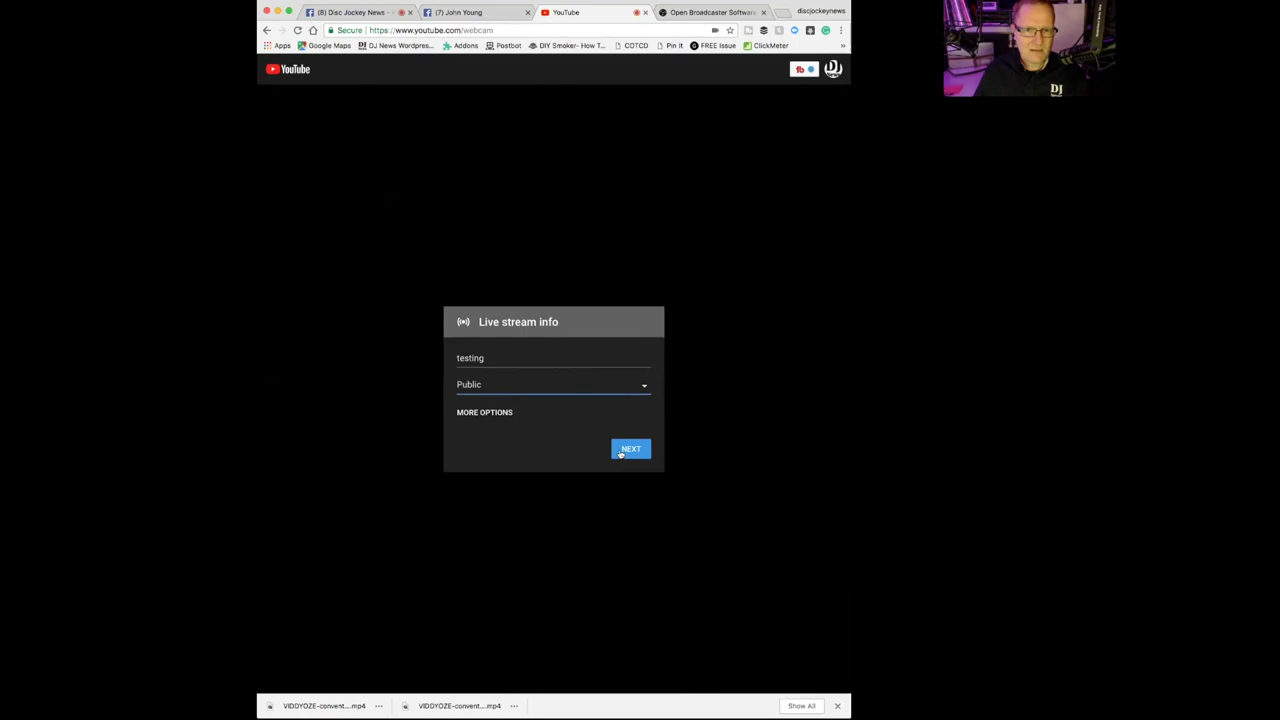 (8) Disc Jockey News -
(7) John Young
YouTube
Open Broadcaster Software
discjockeynews
Secure
https://www.youtube.com/webcam
Apps
Google Maps
DJ News Wordpres...
Addons
Postbot
DIY Smoker- How T...
COTCD
Pin It
FREE Issue
ClickMeter
»
YouTube
DJ
Live stream info
testing
Public
MORE OPTIONS
NEXT
VIDDYOZE-convent....mp4
VIDDYOZE-convent....mp4
Show All
DJ